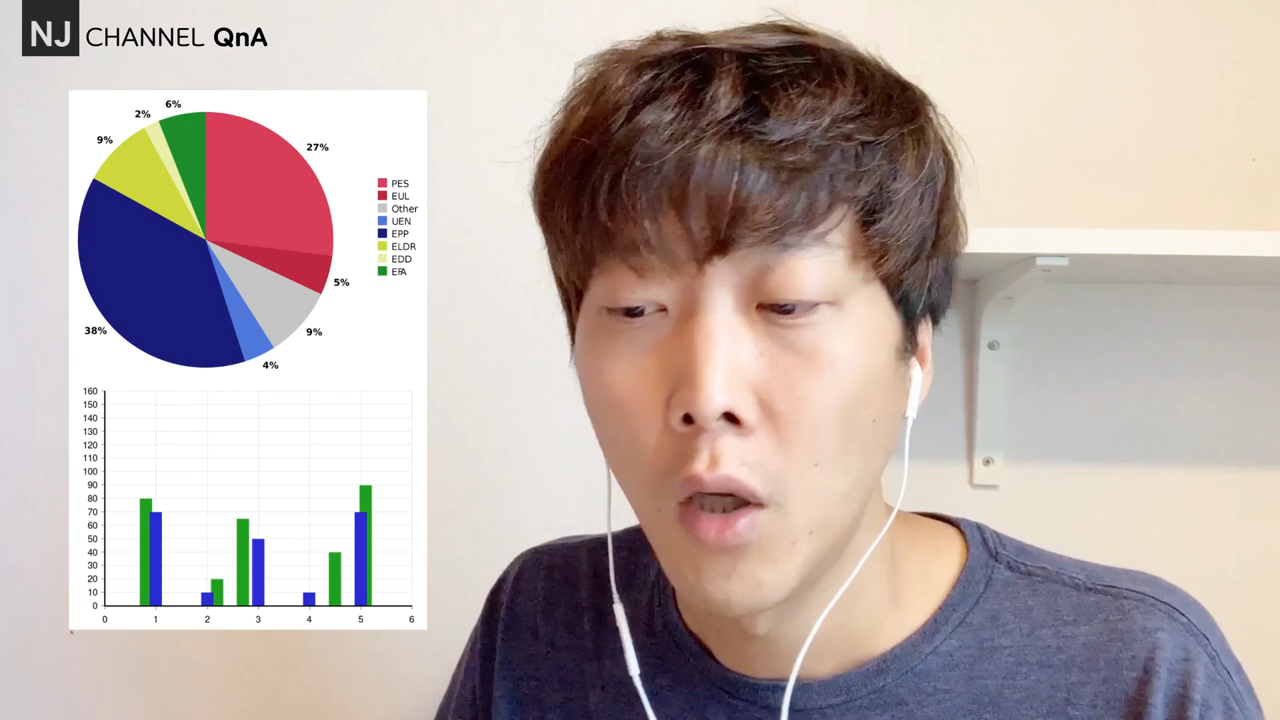 NJ CHANNEL QnA
6%
2%
9%
27%
PES
EUL
Other
UEN
EPP
ELDR
EDD
EFA
5%
38%
9%
4%
160
150
140
130
120
110
100
90
80
70
60
50
40
30
20
10
0
0 1 2 3 4 5 6